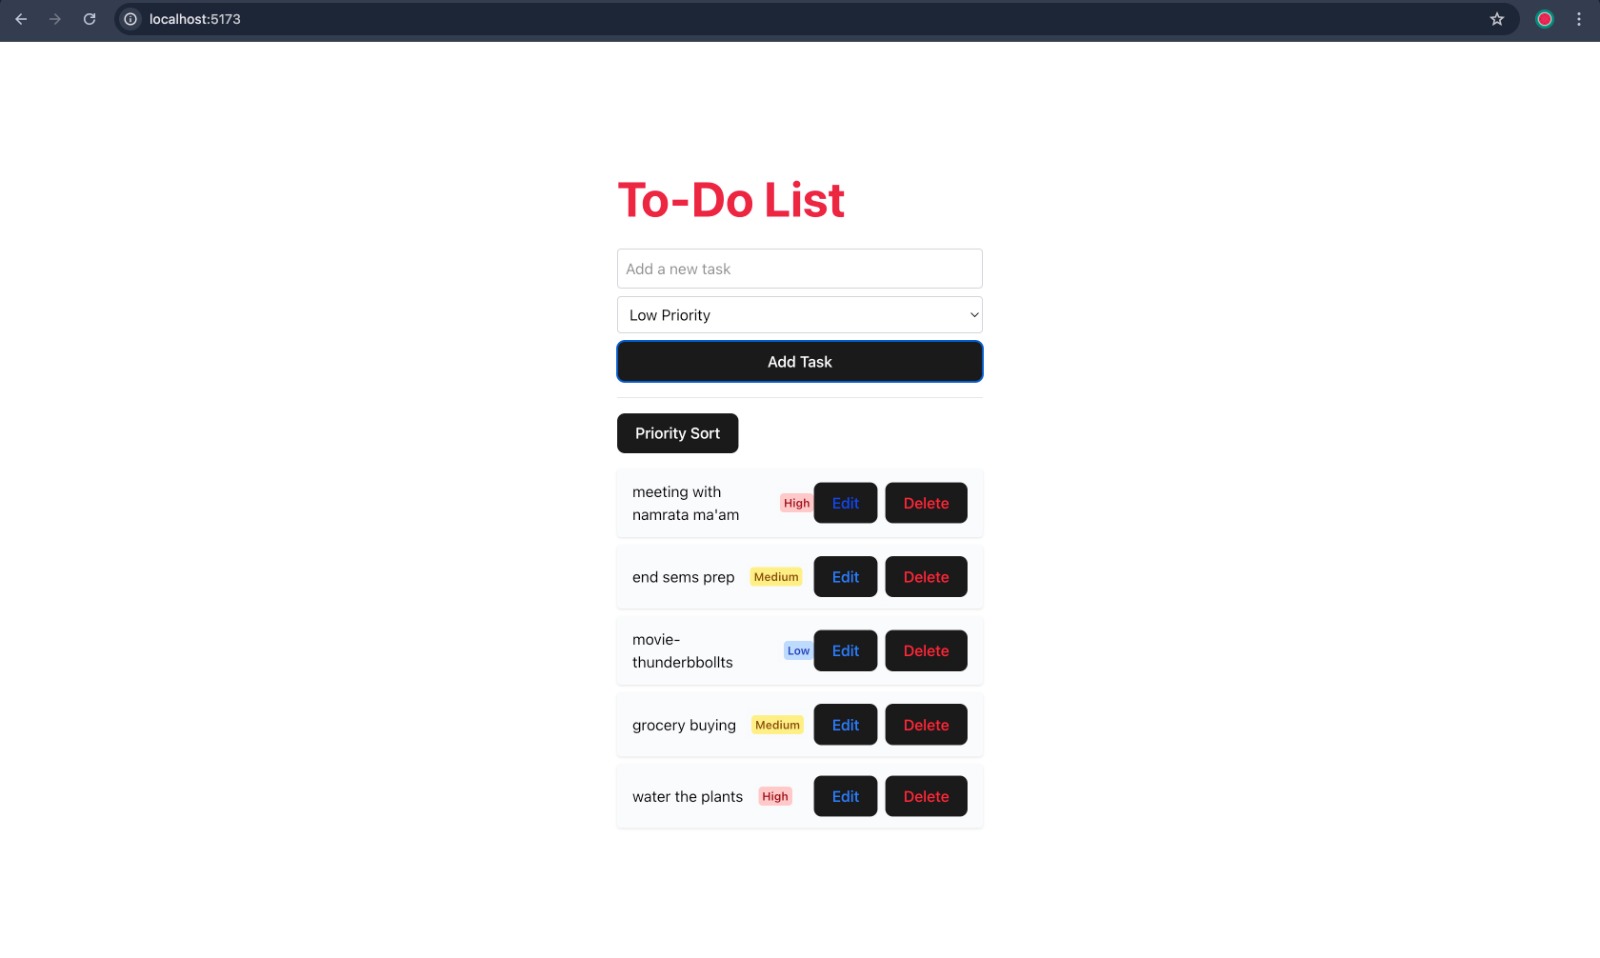 localhost:5173
To-Do List
Add a new task
Low Priority
Add Task
Priority Sort
meeting with
namrata ma'am
High
Edit
Delete
end sems prep
Medium
Edit
Delete
movie-
thunderbbollts
Low
Edit
Delete
grocery buying
Medium
Edit
Delete
water the plants
High
Edit
Delete